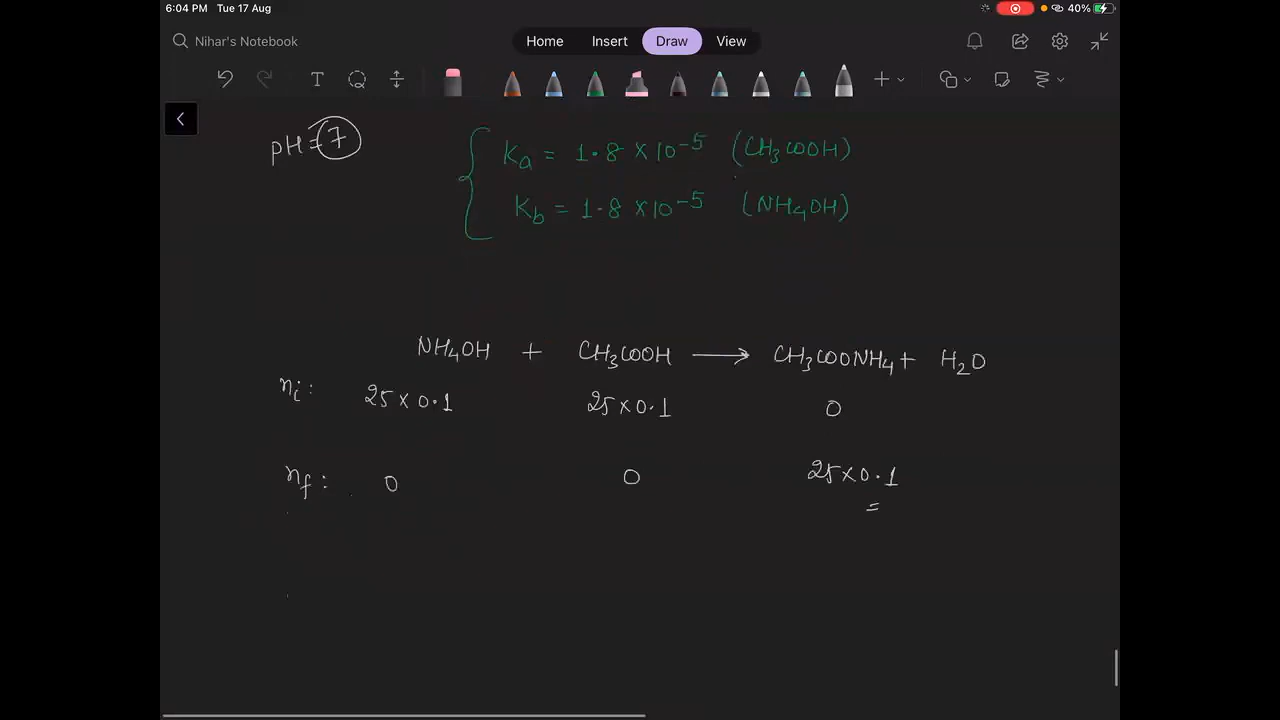 6:04 PM Tue 17 Aug 40%
Nihar's Notebook Home Insert Draw View
T
pH = 7
Ka = 1.8 × 10⁻⁵ (CH₃COOH)
Kb = 1.8 × 10⁻⁵ (NH₄OH)
NH₄OH + CH₃COOH → CH₃COONH₄ + H₂O
nᵢ: 25 × 0.1 25 × 0.1 0
n_f: 0 0 25 × 0.1
=